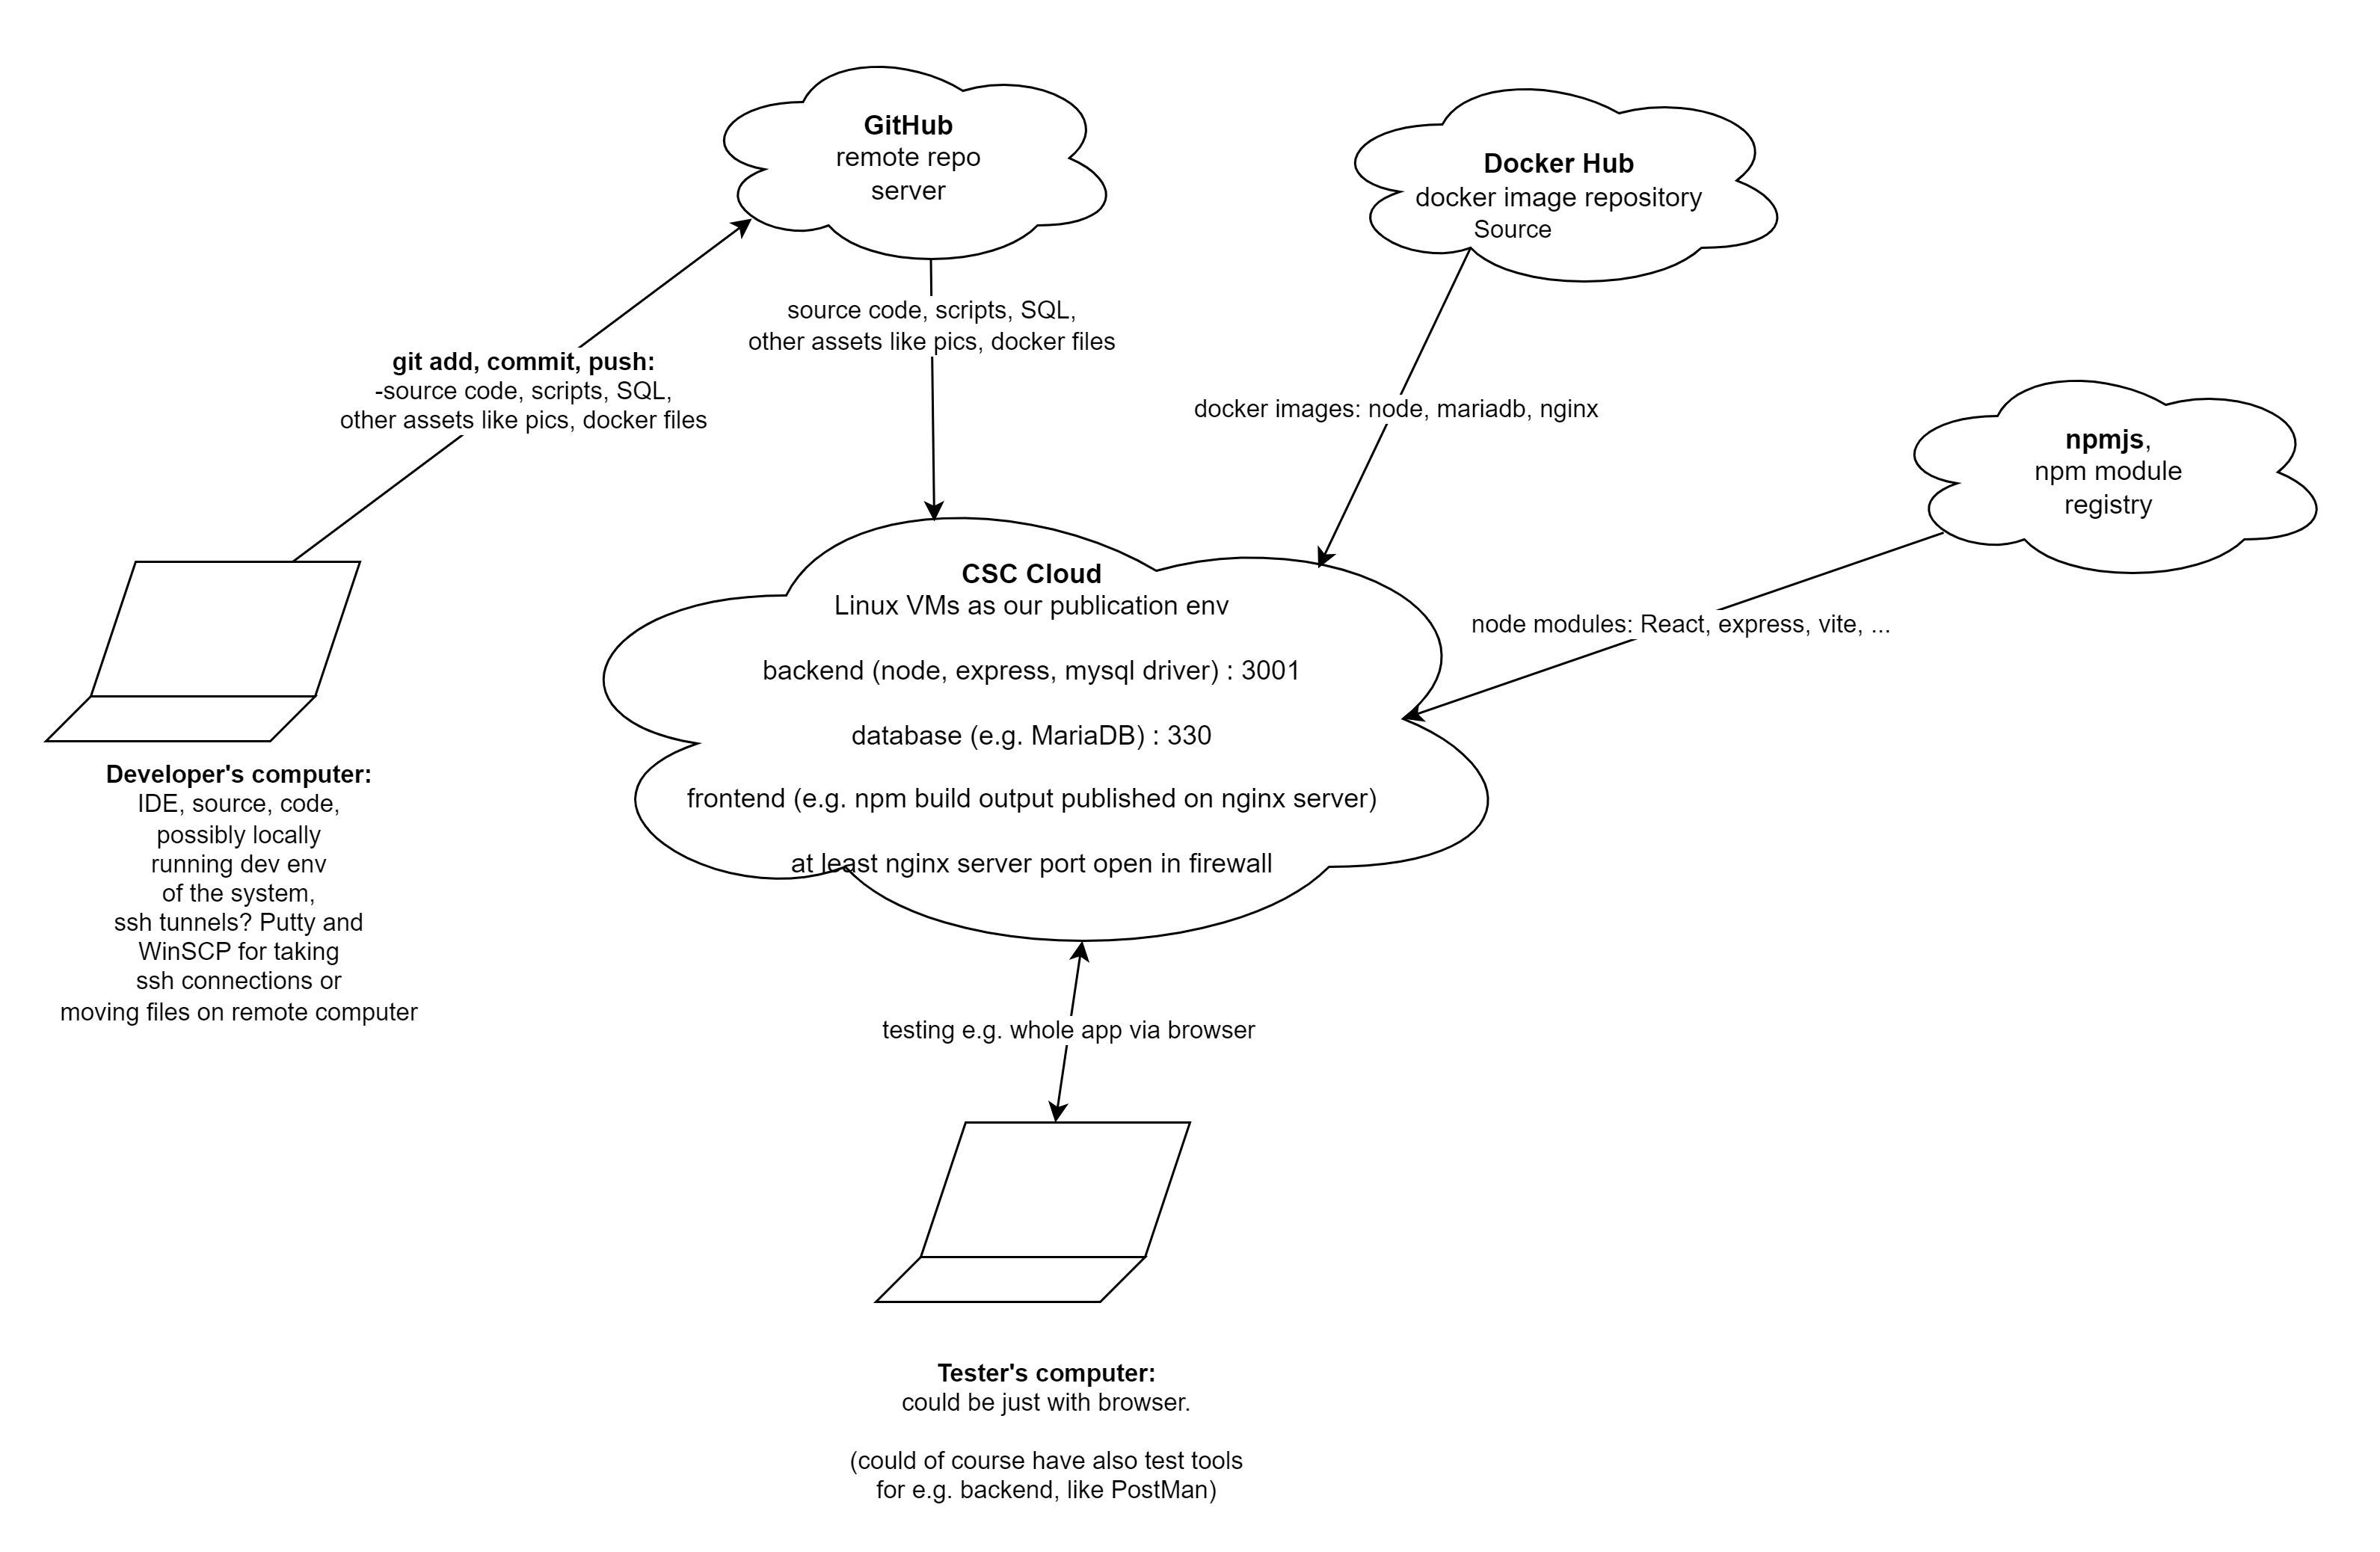 GitHub
remote repo
server
Docker Hub
docker image repository
Source
source code, scripts, SQL,
other assets like pics, docker files
git add, commit, push:
-source code, scripts, SQL,
other assets like pics, docker files
docker images: node, mariadb, nginx
npmjs,
npm module
registry
node modules: React, express, vite, ...
CSC Cloud
Linux VMs as our publication env
backend (node, express, mysql driver) : 3001
database (e.g. MariaDB) : 330
frontend (e.g. npm build output published on nginx server)
at least nginx server port open in firewall
Developer's computer:
IDE, source, code,
possibly locally
running dev env
of the system,
ssh tunnels? Putty and
WinSCP for taking
ssh connections or
moving files on remote computer
testing e.g. whole app via browser
Tester's computer:
could be just with browser.
(could of course have also test tools
for e.g. backend, like PostMan)